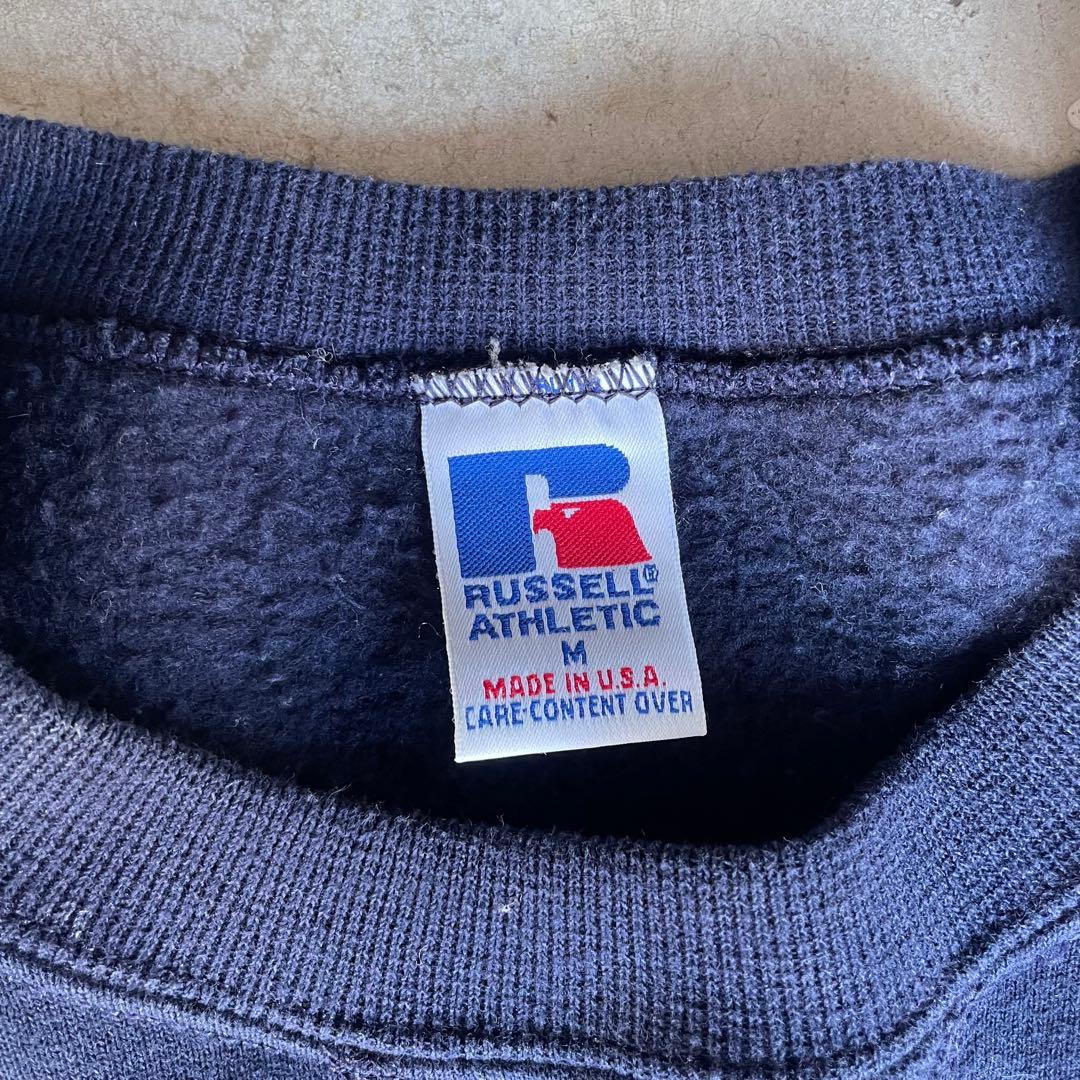 RUSSELL®
ATHLETIC
M
MADE IN U.S.A.
CARE·CONTENT OVER